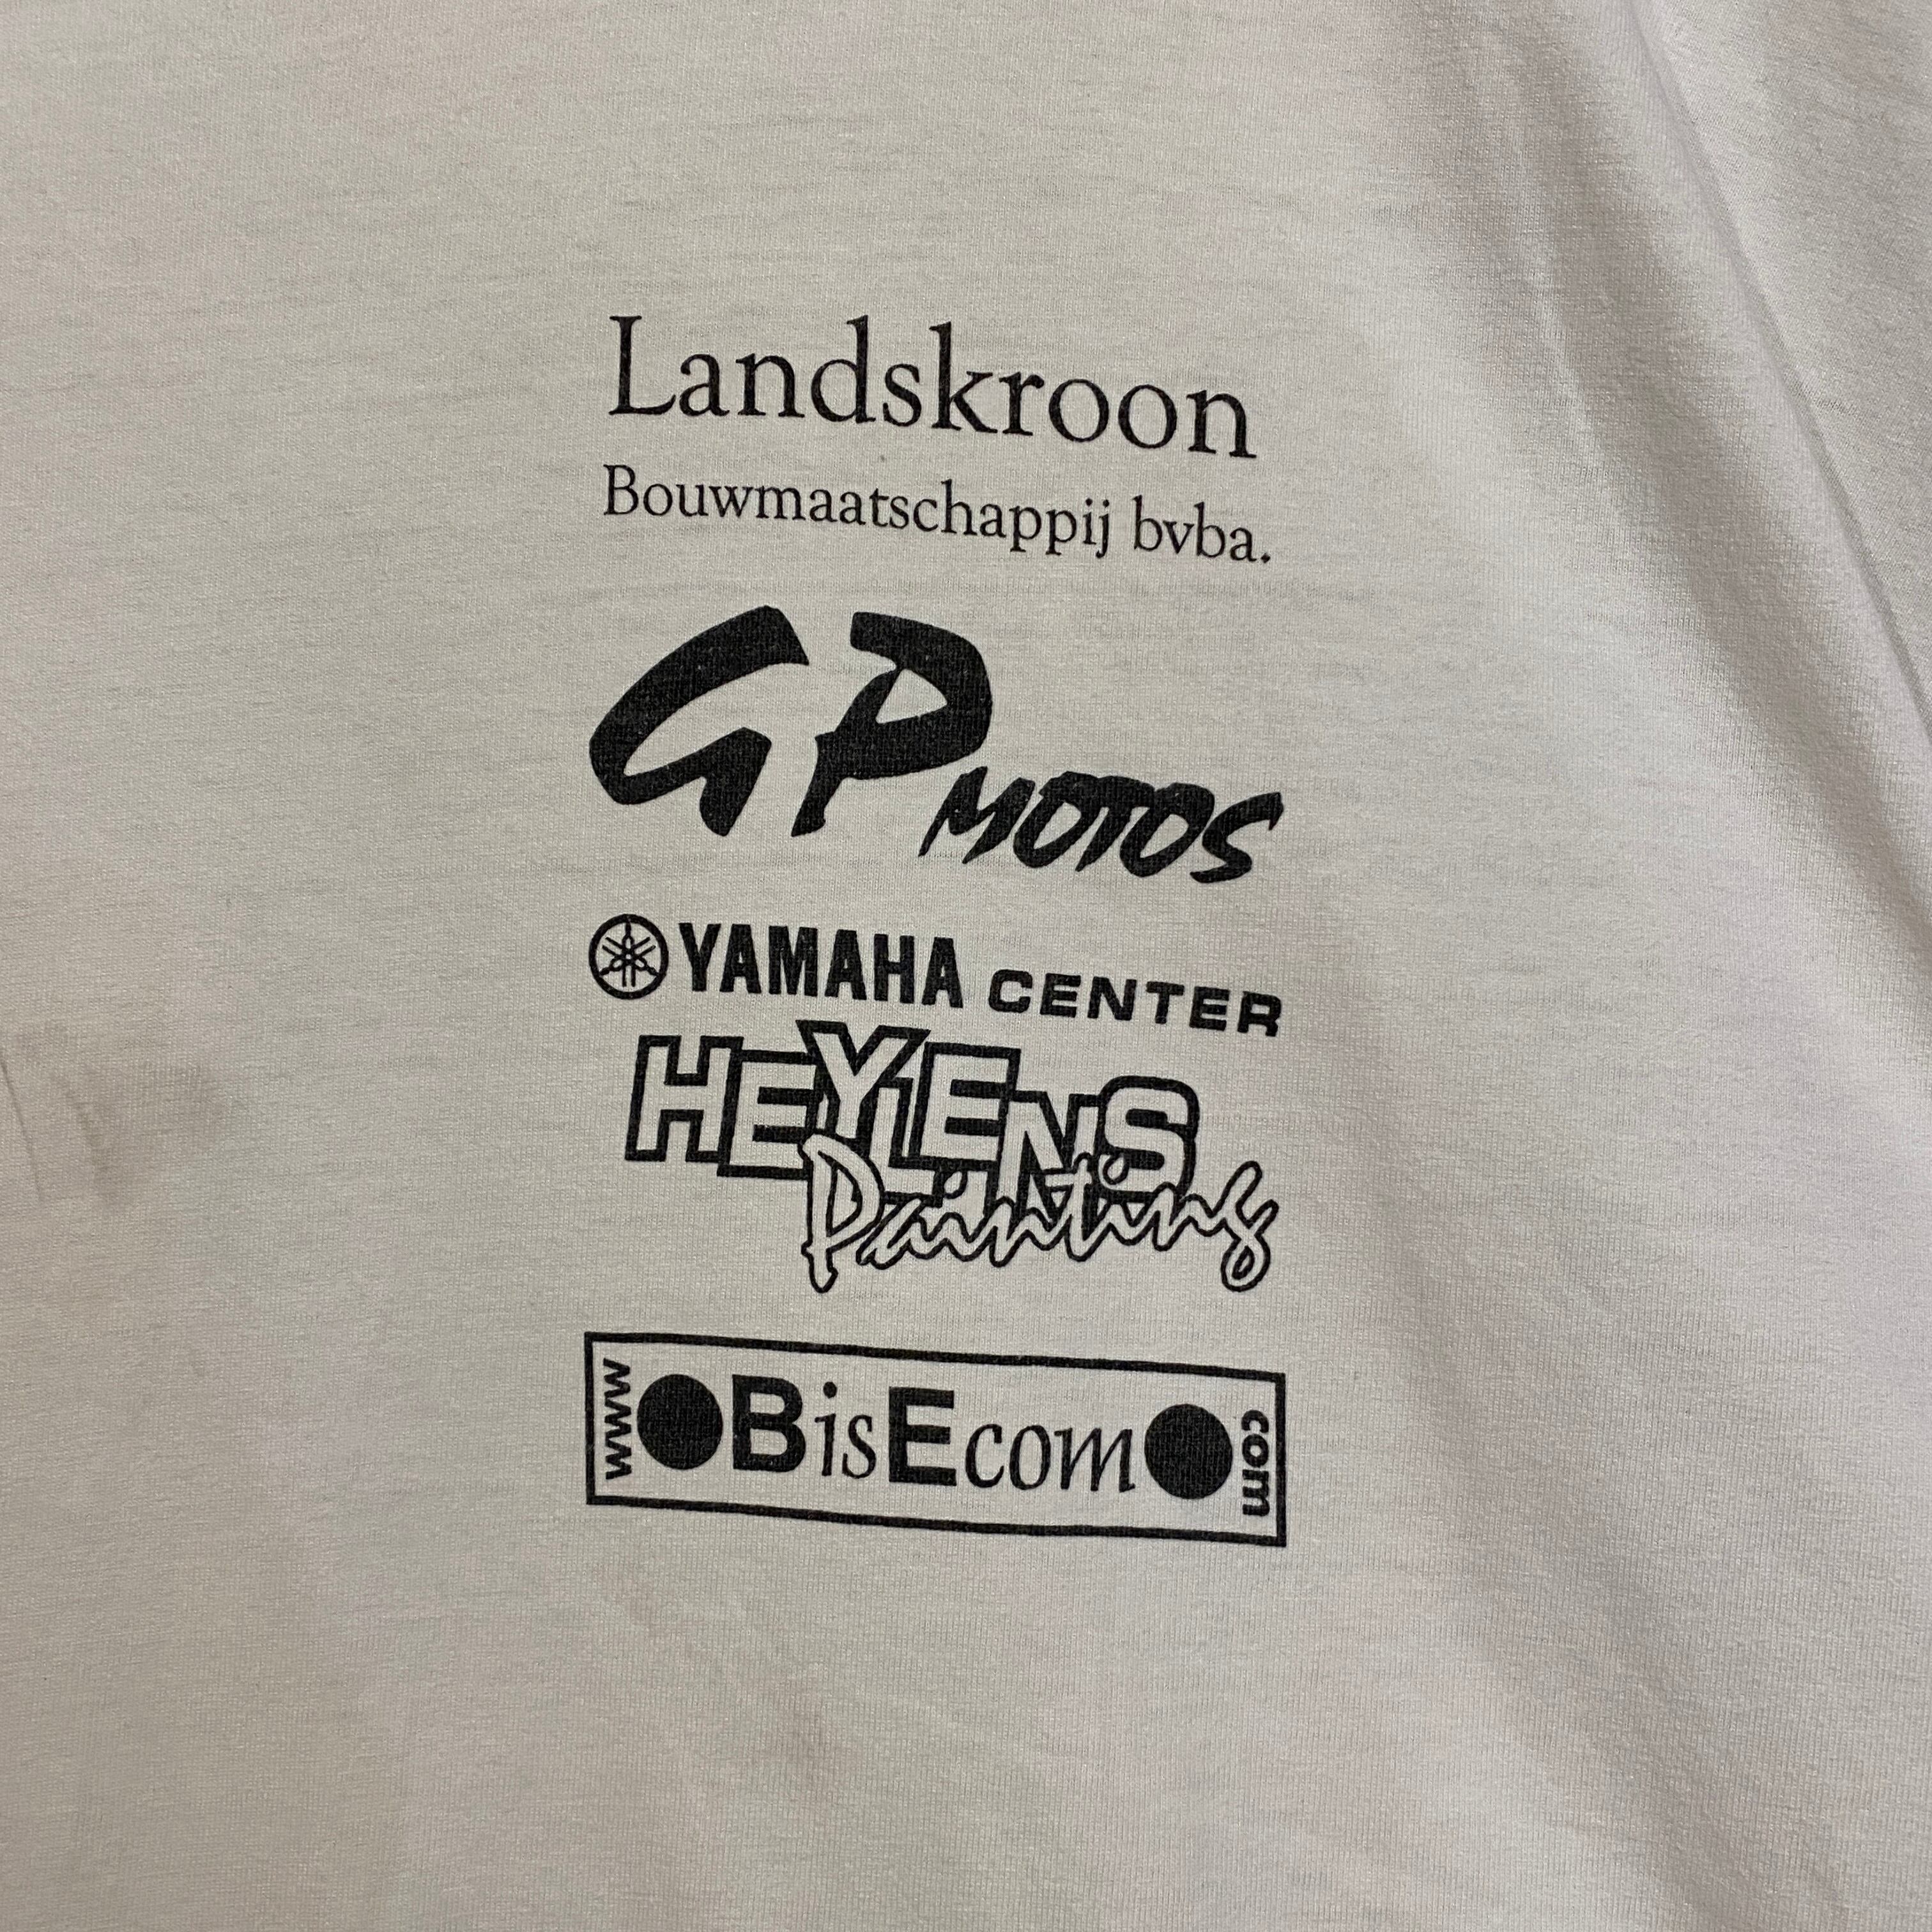 Landskroon
Bouwmaatschappij bvba.
GP MOTOS
YAMAHA CENTER
HEYLENS
Painting
www ● BisEcom ● com